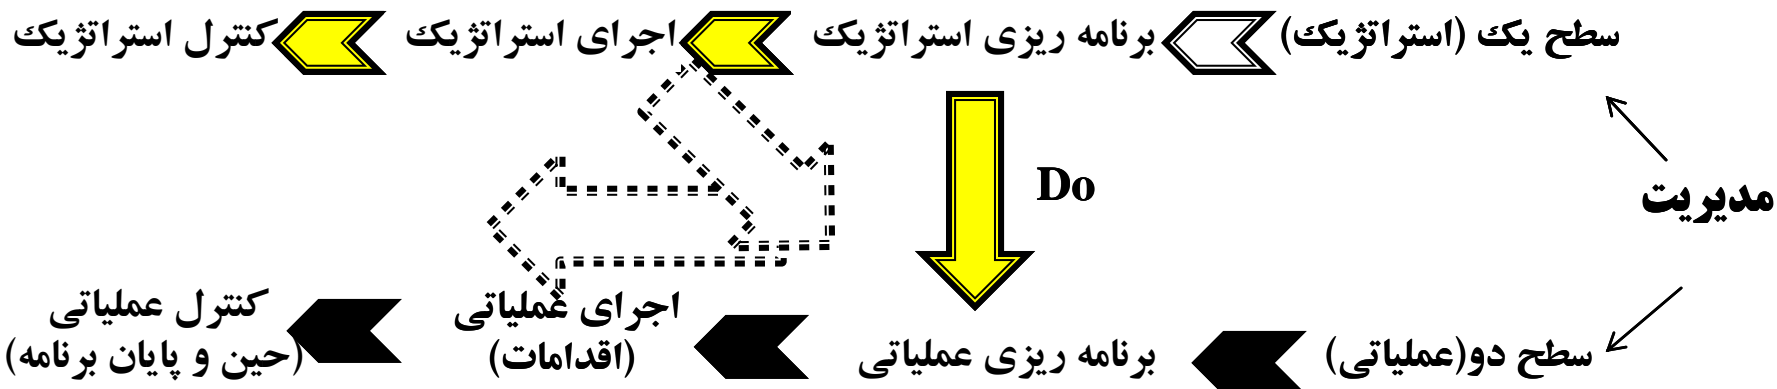 سطح یک (استراتژیک) برنامه ریزی استراتژیک اجرای استراتژیک کنترل استراتژیک
Do
مدیریت
سطح دو(عملیاتی) برنامه ریزی عملیاتی اجرای عملیاتی کنترل عملیاتی
(اقدامات) (حین و پایان برنامه)